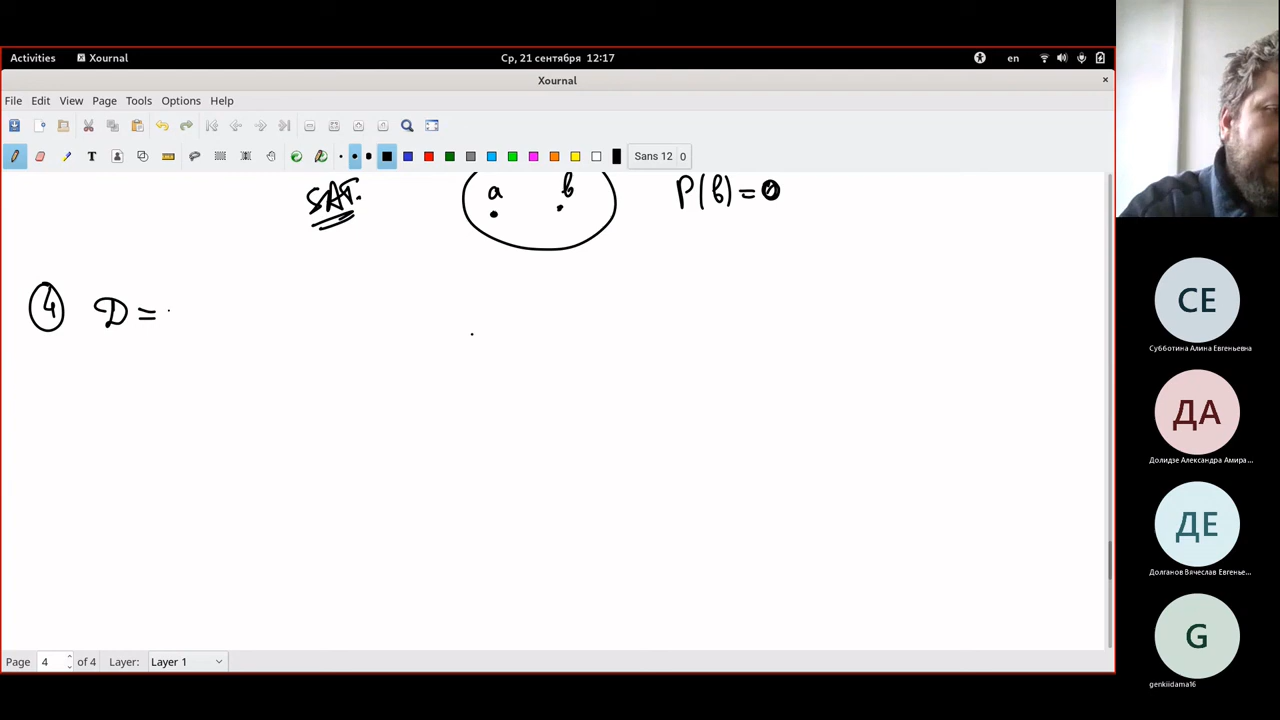 Activities Xournal Ср, 21 сентября 12:17 en
Xournal ×
File Edit View Page Tools Options Help
T Sans 12 0
SAT. a b P(b)=0
4 D =
СЕ
Субботина Алина Евгеньевна
ДА
Долидзе Александра Амира...
ДЕ
Долганов Вячеслав Евгенье...
G
genkiidama16
Page 4 of 4 Layer: Layer 1